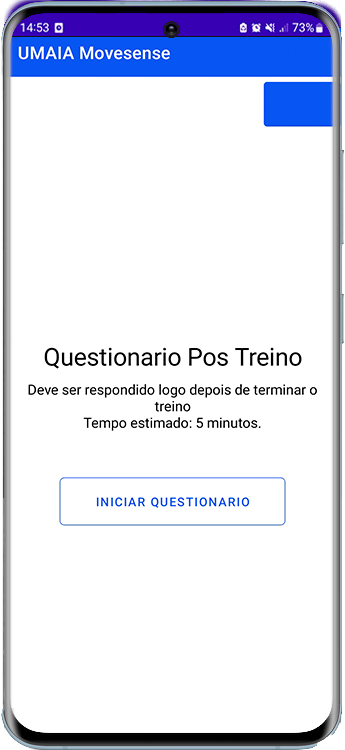 14:53 73%
UMAIA Movesense
Questionario Pos Treino
Deve ser respondido logo depois de terminar o
treino
Tempo estimado: 5 minutos.
INICIAR QUESTIONARIO